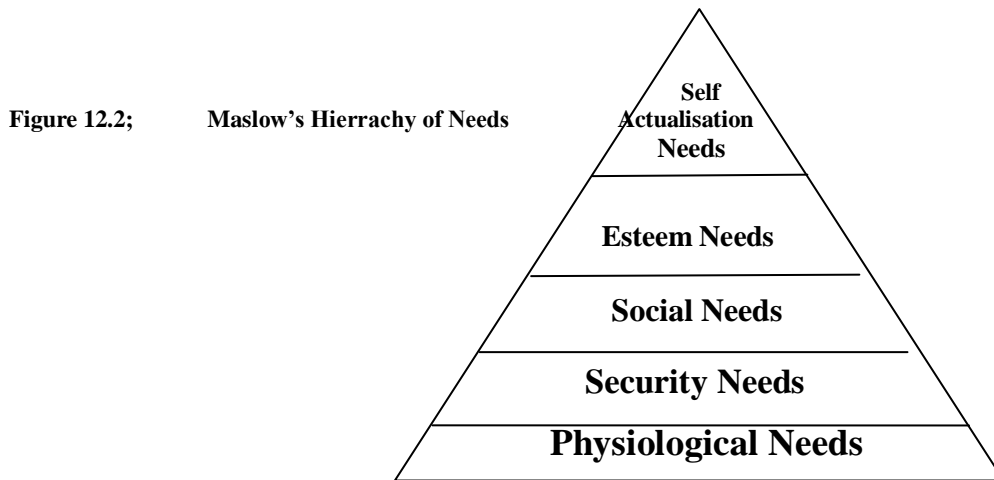 Figure 12.2; Maslow’s Hierrachy of Needs
Self
Actualisation
Needs
Esteem Needs
Social Needs
Security Needs
Physiological Needs